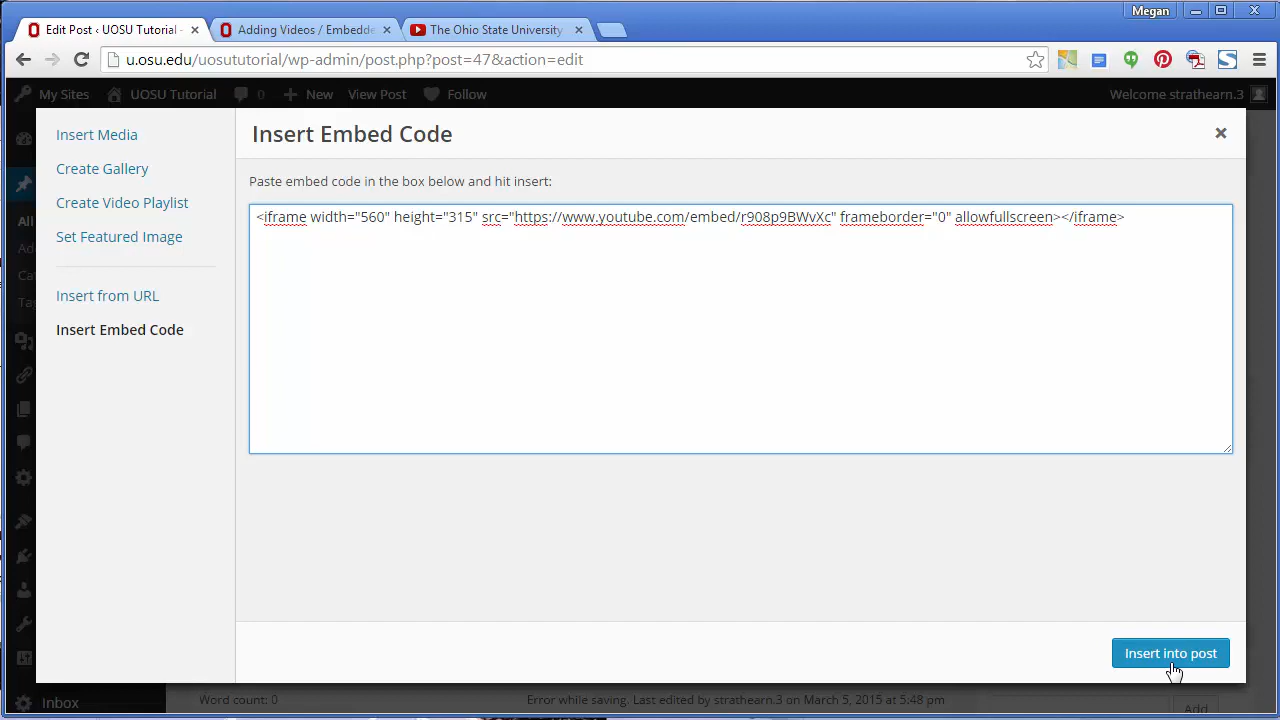 Megan
Edit Post ‹ UOSU Tutorial -
Adding Videos / Embedde
The Ohio State University
u.osu.edu/uosututorial/wp-admin/post.php?post=47&action=edit
My Sites
UOSU Tutorial
0
New
View Post
Follow
Welcome strathearn.3
Insert Media
Create Gallery
Create Video Playlist
Set Featured Image
Insert from URL
Insert Embed Code
Insert Embed Code
Paste embed code in the box below and hit insert:
<iframe width="560" height="315" src="https://www.youtube.com/embed/r908p9BWvXc" frameborder="0" allowfullscreen></iframe>
Insert into post
All
Add
Cat
Tag
Inbox
Word count: 0
Error while saving. Last edited by strathearn.3 on March 5, 2015 at 5:48 pm
Add